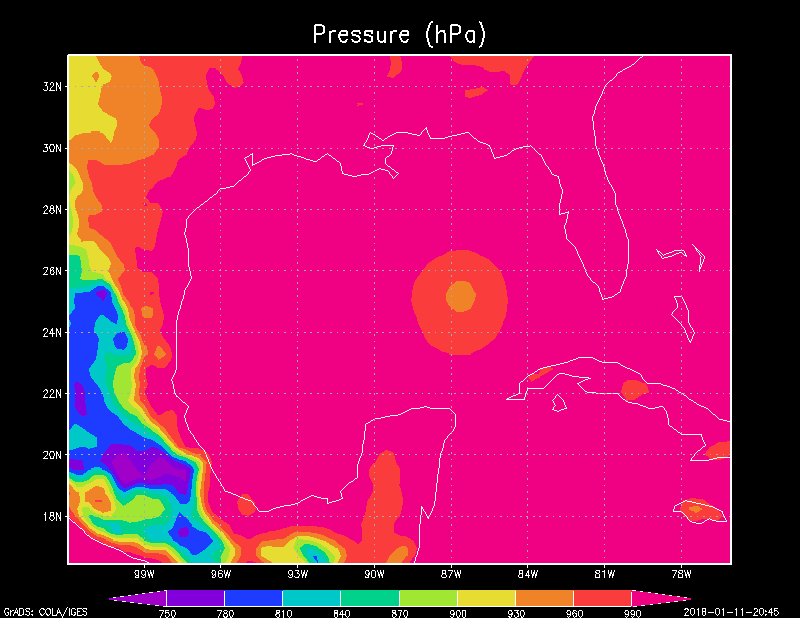 Pressure (hPa)
32N
30N
28N
26N
24N
22N
20N
18N
99W 96W 93W 90W 87W 84W 81W 78W
750 780 810 840 870 900 930 960 990
GrADS: COLA/IGES 2018-01-11-20:45